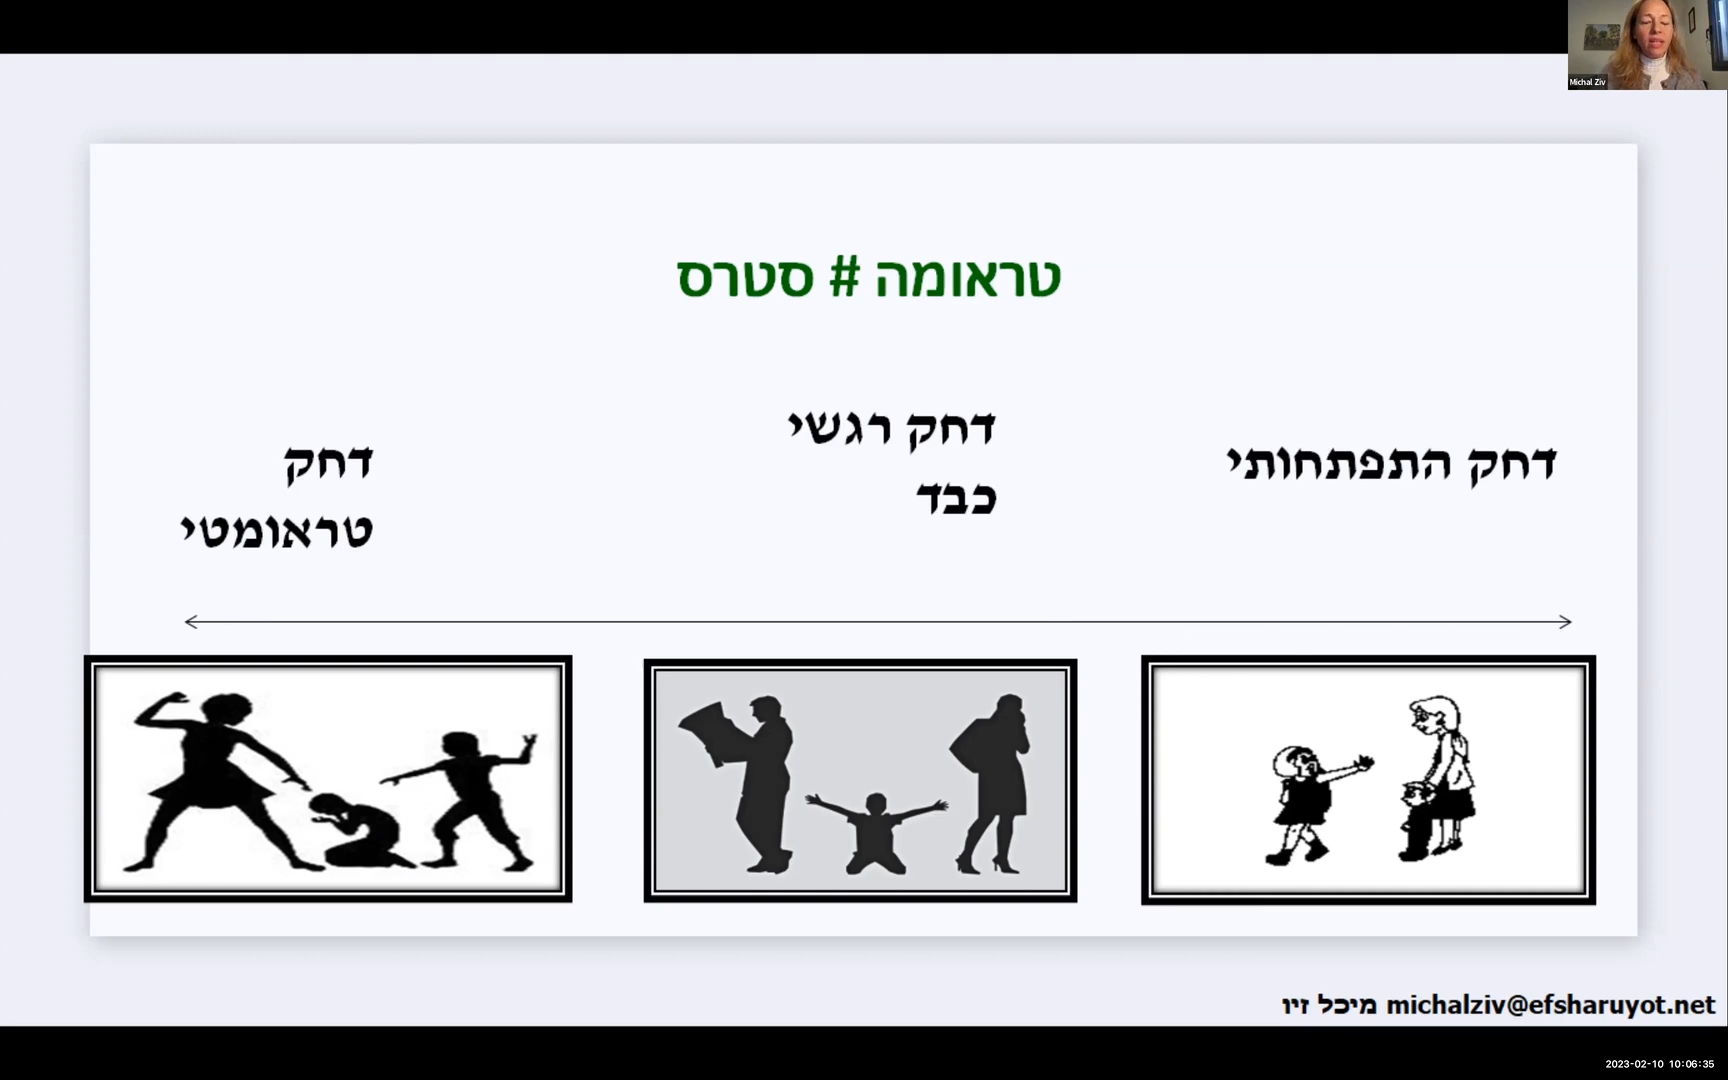 Michal Ziv
טראומה # סטרס
דחק התפתחותי
דחק רגשי
כבד
דחק
טראומטי
michalziv@efsharuyot.net מיכל זיו
2023-02-10 10:06:35